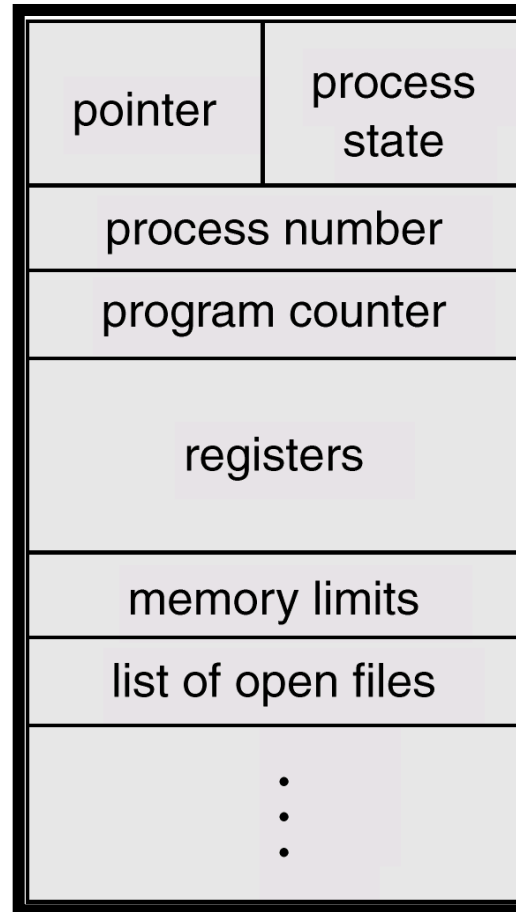 pointer
process
state
process number
program counter
registers
memory limits
list of open files
.
.
.